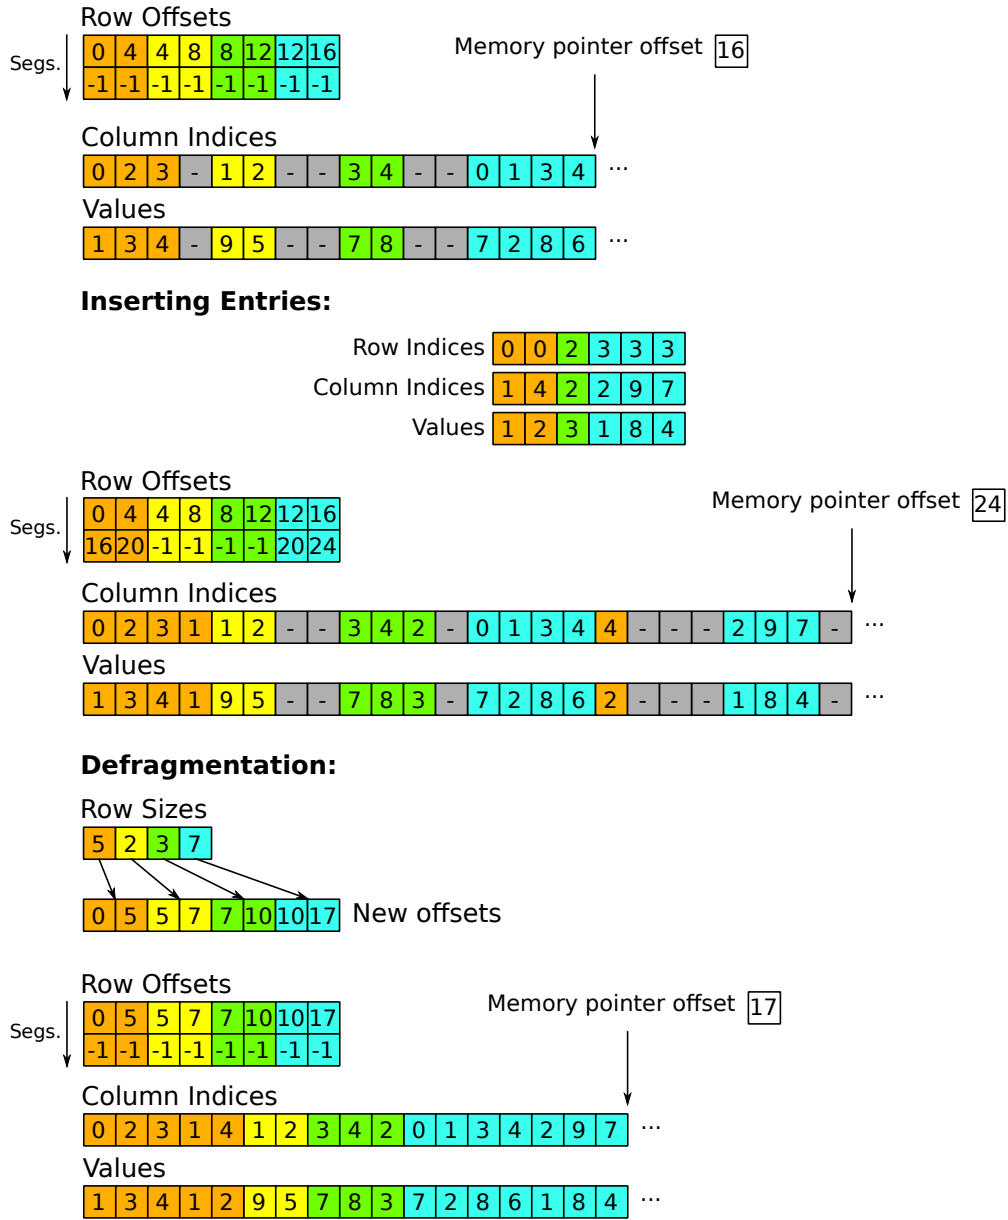 Row Offsets
Segs.
0 4 4 8 8 12 12 16
-1 -1 -1 -1 -1 -1 -1 -1
Memory pointer offset 16
Column Indices
0 2 3 - 1 2 - - 3 4 - - 0 1 3 4 ...
Values
1 3 4 - 9 5 - - 7 8 - - 7 2 8 6 ...
Inserting Entries:
Row Indices 0 0 2 3 3 3
Column Indices 1 4 2 2 9 7
Values 1 2 3 1 8 4
Row Offsets
Segs.
0 4 4 8 8 12 12 16
16 20 -1 -1 -1 -1 20 24
Memory pointer offset 24
Column Indices
0 2 3 1 1 2 - - 3 4 2 - 0 1 3 4 4 - - - 2 9 7 - ...
Values
1 3 4 1 9 5 - - 7 8 3 - 7 2 8 6 2 - - - 1 8 4 - ...
Defragmentation:
Row Sizes
5 2 3 7
0 5 5 7 7 10 10 17 New offsets
Row Offsets
Segs.
0 5 5 7 7 10 10 17
-1 -1 -1 -1 -1 -1 -1 -1
Memory pointer offset 17
Column Indices
0 2 3 1 4 1 2 3 4 2 0 1 3 4 2 9 7 ...
Values
1 3 4 1 2 9 5 7 8 3 7 2 8 6 1 8 4 ...